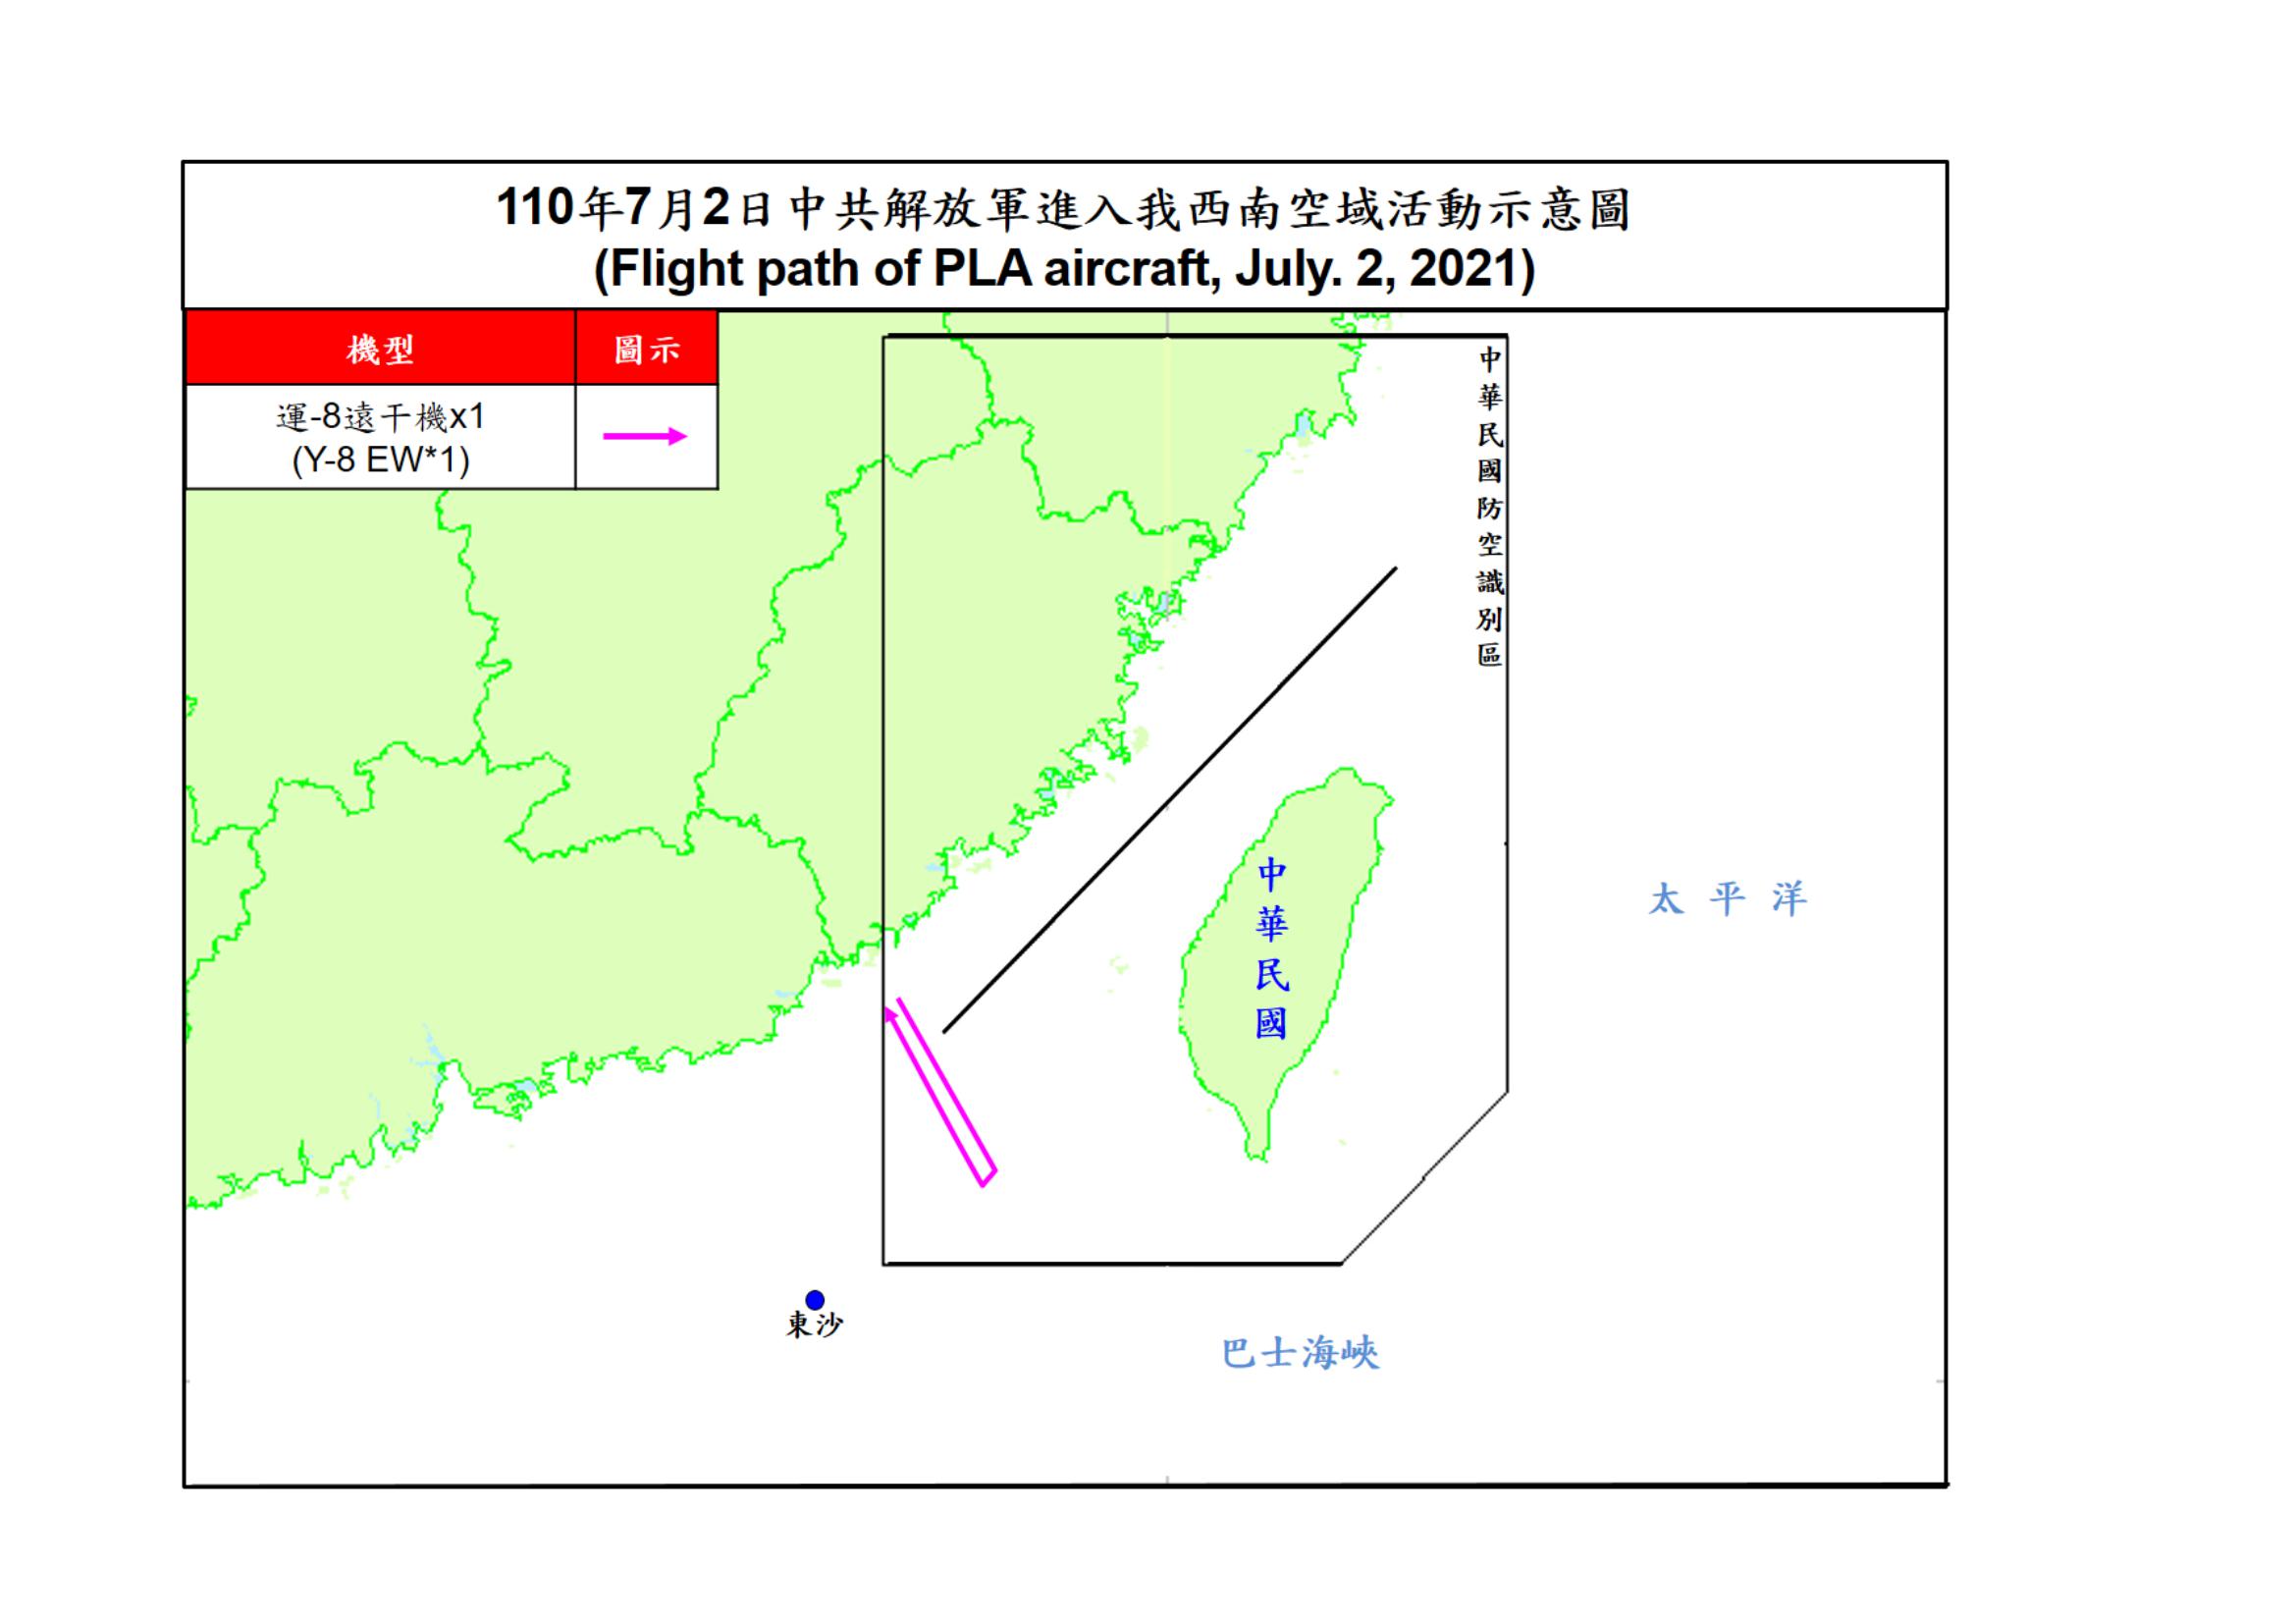 110年7月2日中共解放軍進入我西南空域活動示意圖
(Flight path of PLA aircraft, July. 2, 2021)
機型
圖示
運-8遠干機x1
(Y-8 EW*1)
中華民國防空識別區
中華民國
太平洋
東沙
巴士海峽